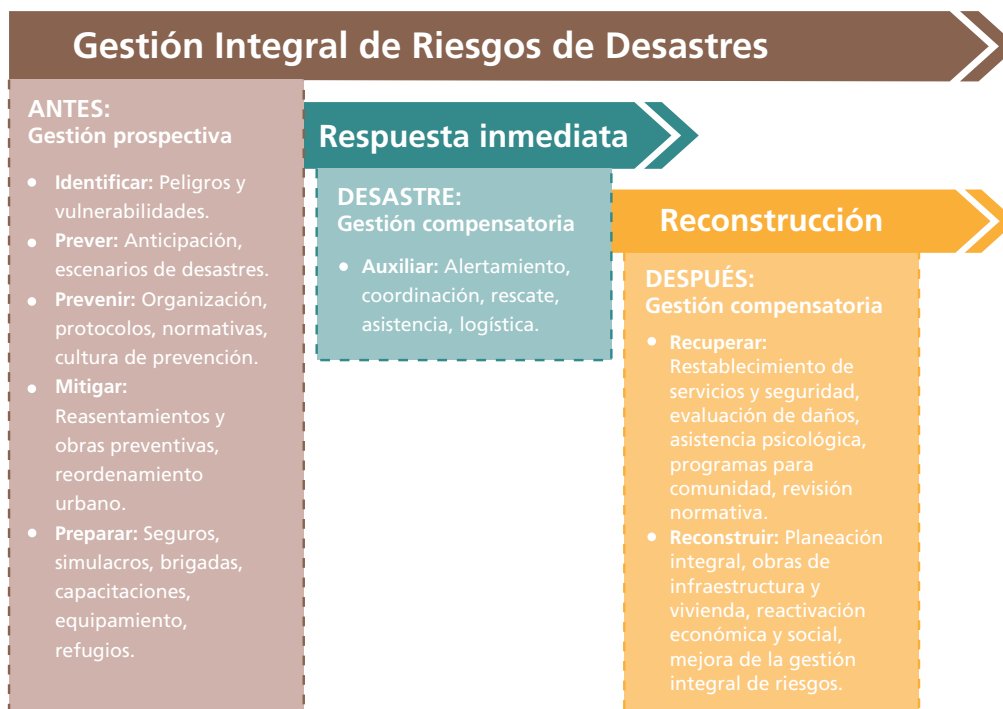 Gestión Integral de Riesgos de Desastres
ANTES:
Gestión prospectiva
• Identificar: Peligros y
vulnerabilidades.
• Prever: Anticipación,
escenarios de desastres.
• Prevenir: Organización,
protocolos, normativas,
cultura de prevención.
• Mitigar:
Reasentamientos y
obras preventivas,
reordenamiento
urbano.
• Preparar: Seguros,
simulacros, brigadas,
capacitaciones,
equipamiento,
refugios.
Respuesta inmediata
DESASTRE:
Gestión compensatoria
• Auxiliar: Alertamiento,
coordinación, rescate,
asistencia, logística.
Reconstrucción
DESPUÉS:
Gestión compensatoria
• Recuperar:
Restablecimiento de
servicios y seguridad,
evaluación de daños,
asistencia psicológica,
programas para
comunidad, revisión
normativa.
• Reconstruir: Planeación
integral, obras de
infraestructura y
vivienda, reactivación
económica y social,
mejora de la gestión
integral de riesgos.